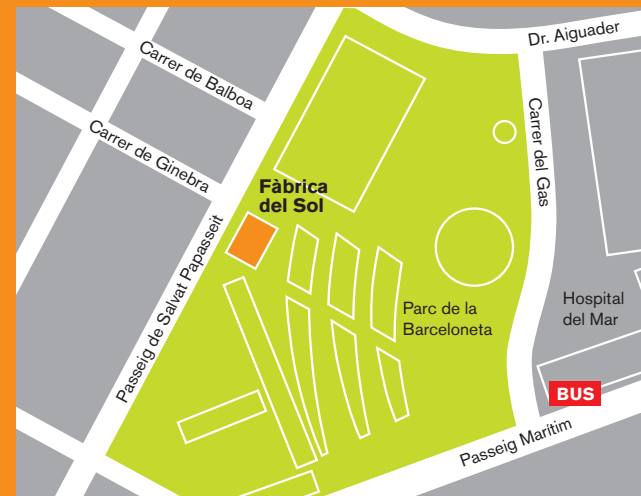 Dr. Aiguader
Carrer de Balboa
Carrer de Ginebra
Carrer del Gas
Fàbrica
del Sol
Passeig de Salvat Papasseit
Parc de la
Barceloneta
Hospital
del Mar
BUS
Passeig Marítim